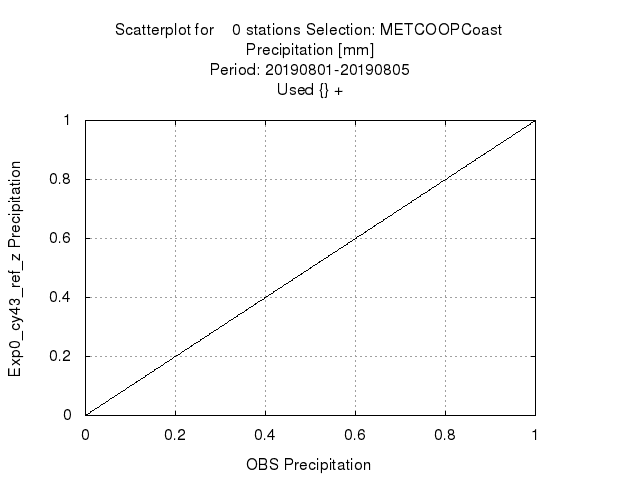 Scatterplot for    0 stations Selection: METCOOPCoast
Precipitation [mm]
Period: 20190801-20190805
Used {} +
Exp0_cy43_ref_z Precipitation
1
0.8
0.6
0.4
0.2
0
0 0.2 0.4 0.6 0.8 1
OBS Precipitation